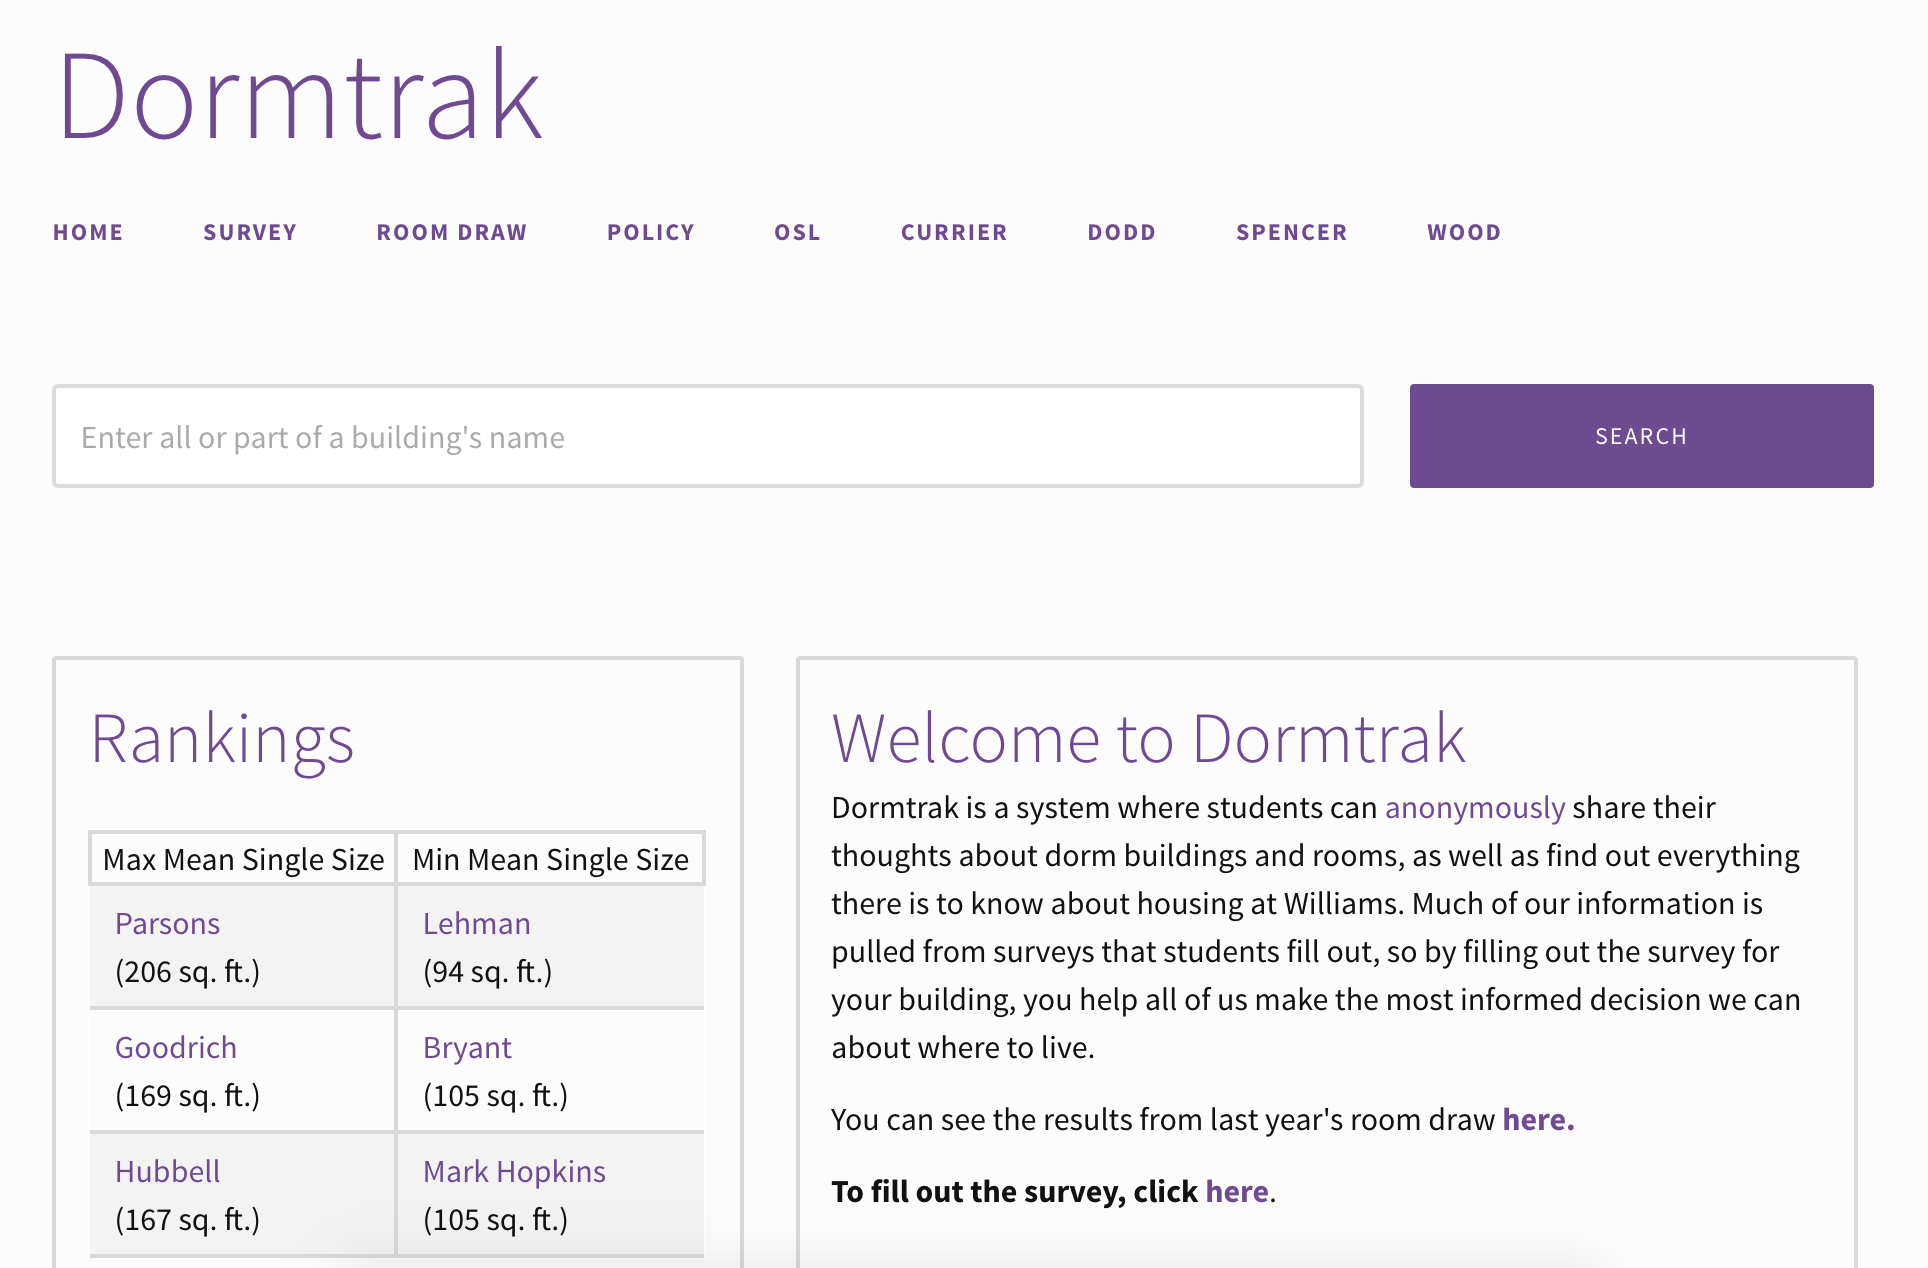 Dormtrak
HOME SURVEY ROOM DRAW POLICY OSL CURRIER DODD SPENCER WOOD
Enter all or part of a building's name
SEARCH
Rankings
Max Mean Single Size Min Mean Single Size
Parsons Lehman
(206 sq. ft.) (94 sq. ft.)
Goodrich Bryant
(169 sq. ft.) (105 sq. ft.)
Hubbell Mark Hopkins
(167 sq. ft.) (105 sq. ft.)
Welcome to Dormtrak
Dormtrak is a system where students can anonymously share their
thoughts about dorm buildings and rooms, as well as find out everything
there is to know about housing at Williams. Much of our information is
pulled from surveys that students fill out, so by filling out the survey for
your building, you help all of us make the most informed decision we can
about where to live.
You can see the results from last year's room draw here.
To fill out the survey, click here.